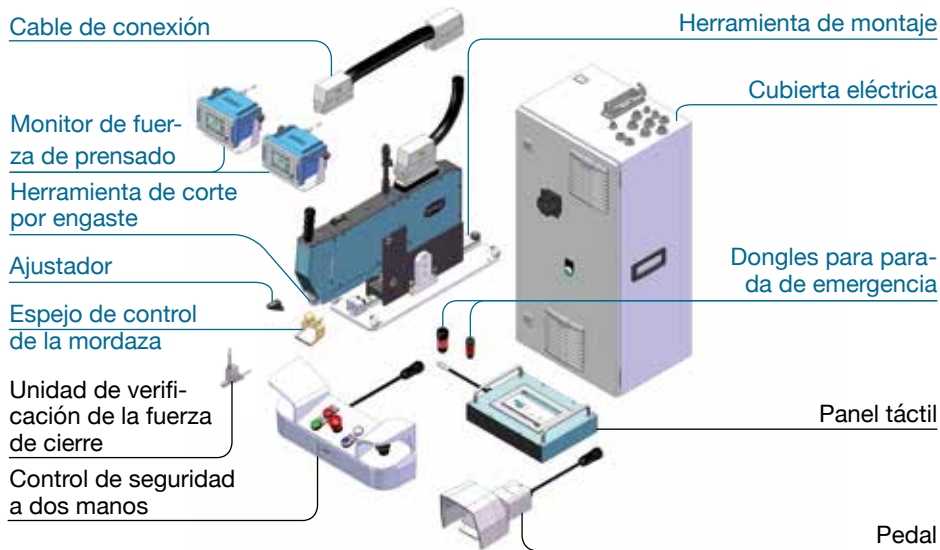 Cable de conexión
Herramienta de montaje
Cubierta eléctrica
Monitor de fuer-
za de prensado
Herramienta de corte
por engaste
Ajustador
Dongles para para-
da de emergencia
Espejo de control
de la mordaza
Unidad de verifi-
cación de la fuerza
de cierre
Panel táctil
Control de seguridad
a dos manos
Pedal